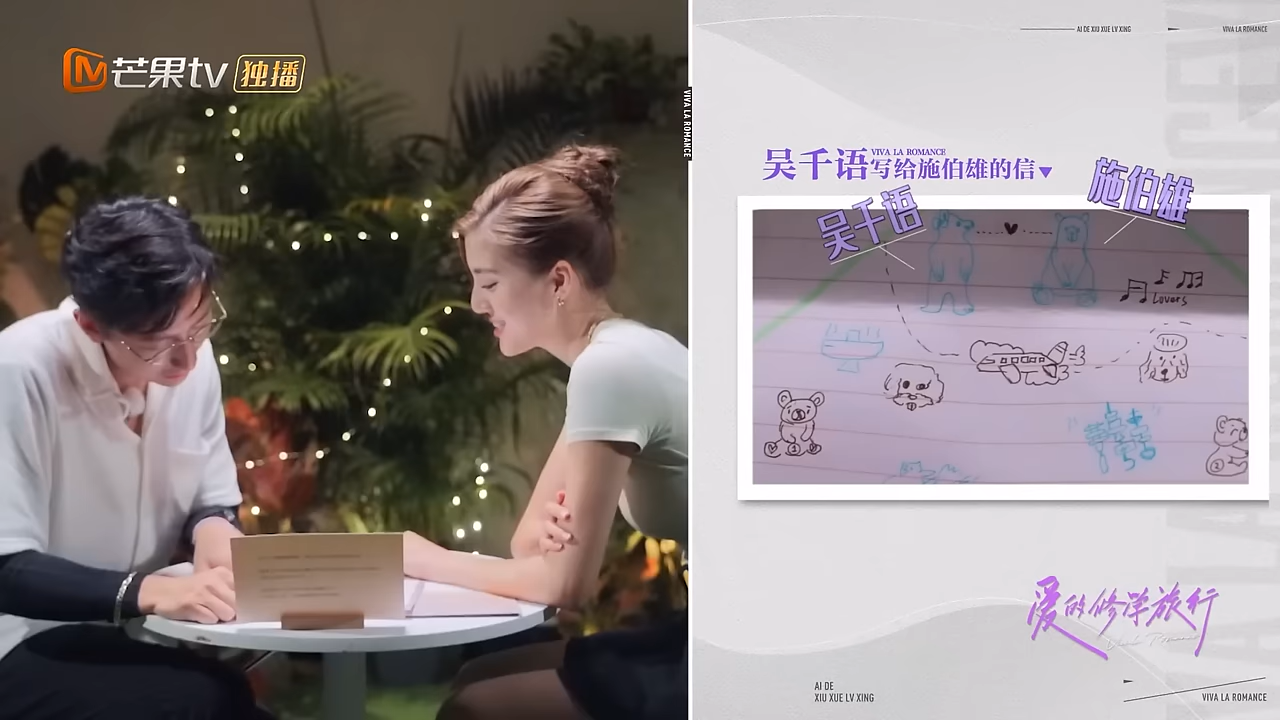 芒果tv 独播
VIVA LA ROMANCE
AI DE XIU XUE LV XING
VIVA LA ROMANCE
VIVA LA ROMANCE
吴千语写给施伯雄的信
吴千语
施伯雄
Lovers
爱的修学旅行
AI DE
XIU XUE LV XING
VIVA LA ROMANCE